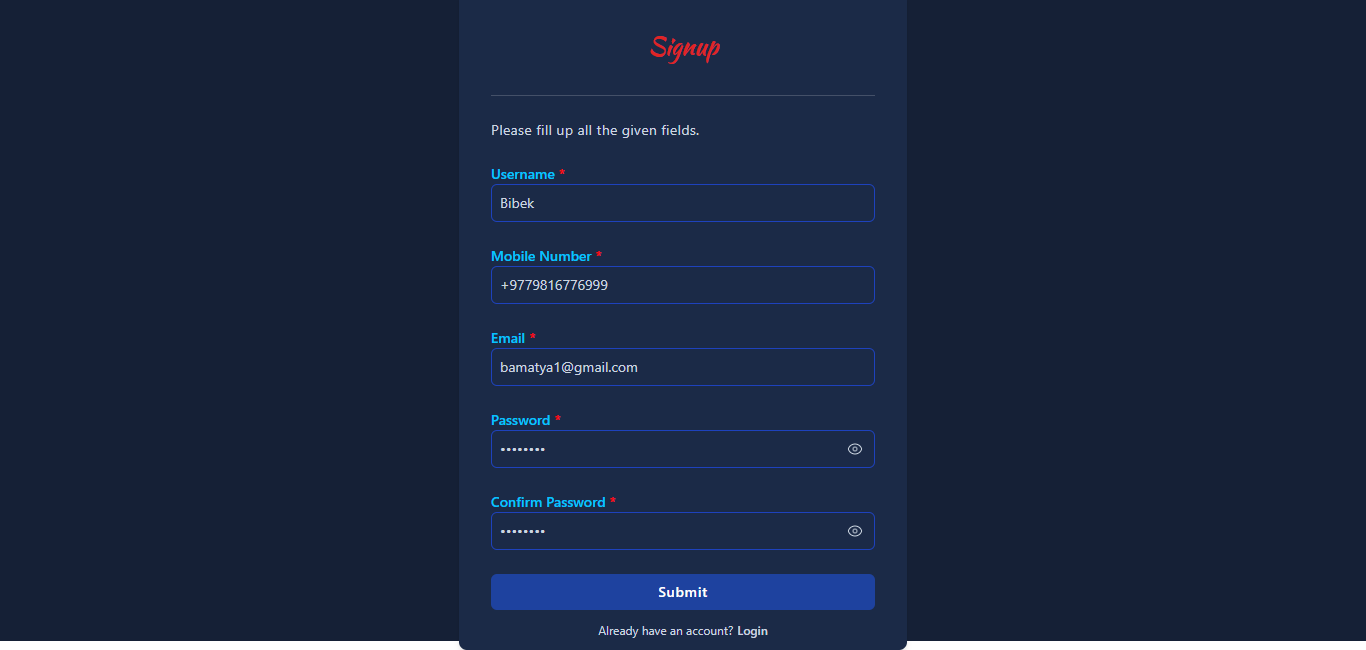 Signup
Please fill up all the given fields.
Username *
Bibek
Mobile Number *
+9779816776999
Email *
bamatya1@gmail.com
Password *
••••••••
Confirm Password *
••••••••
Submit
Already have an account? Login